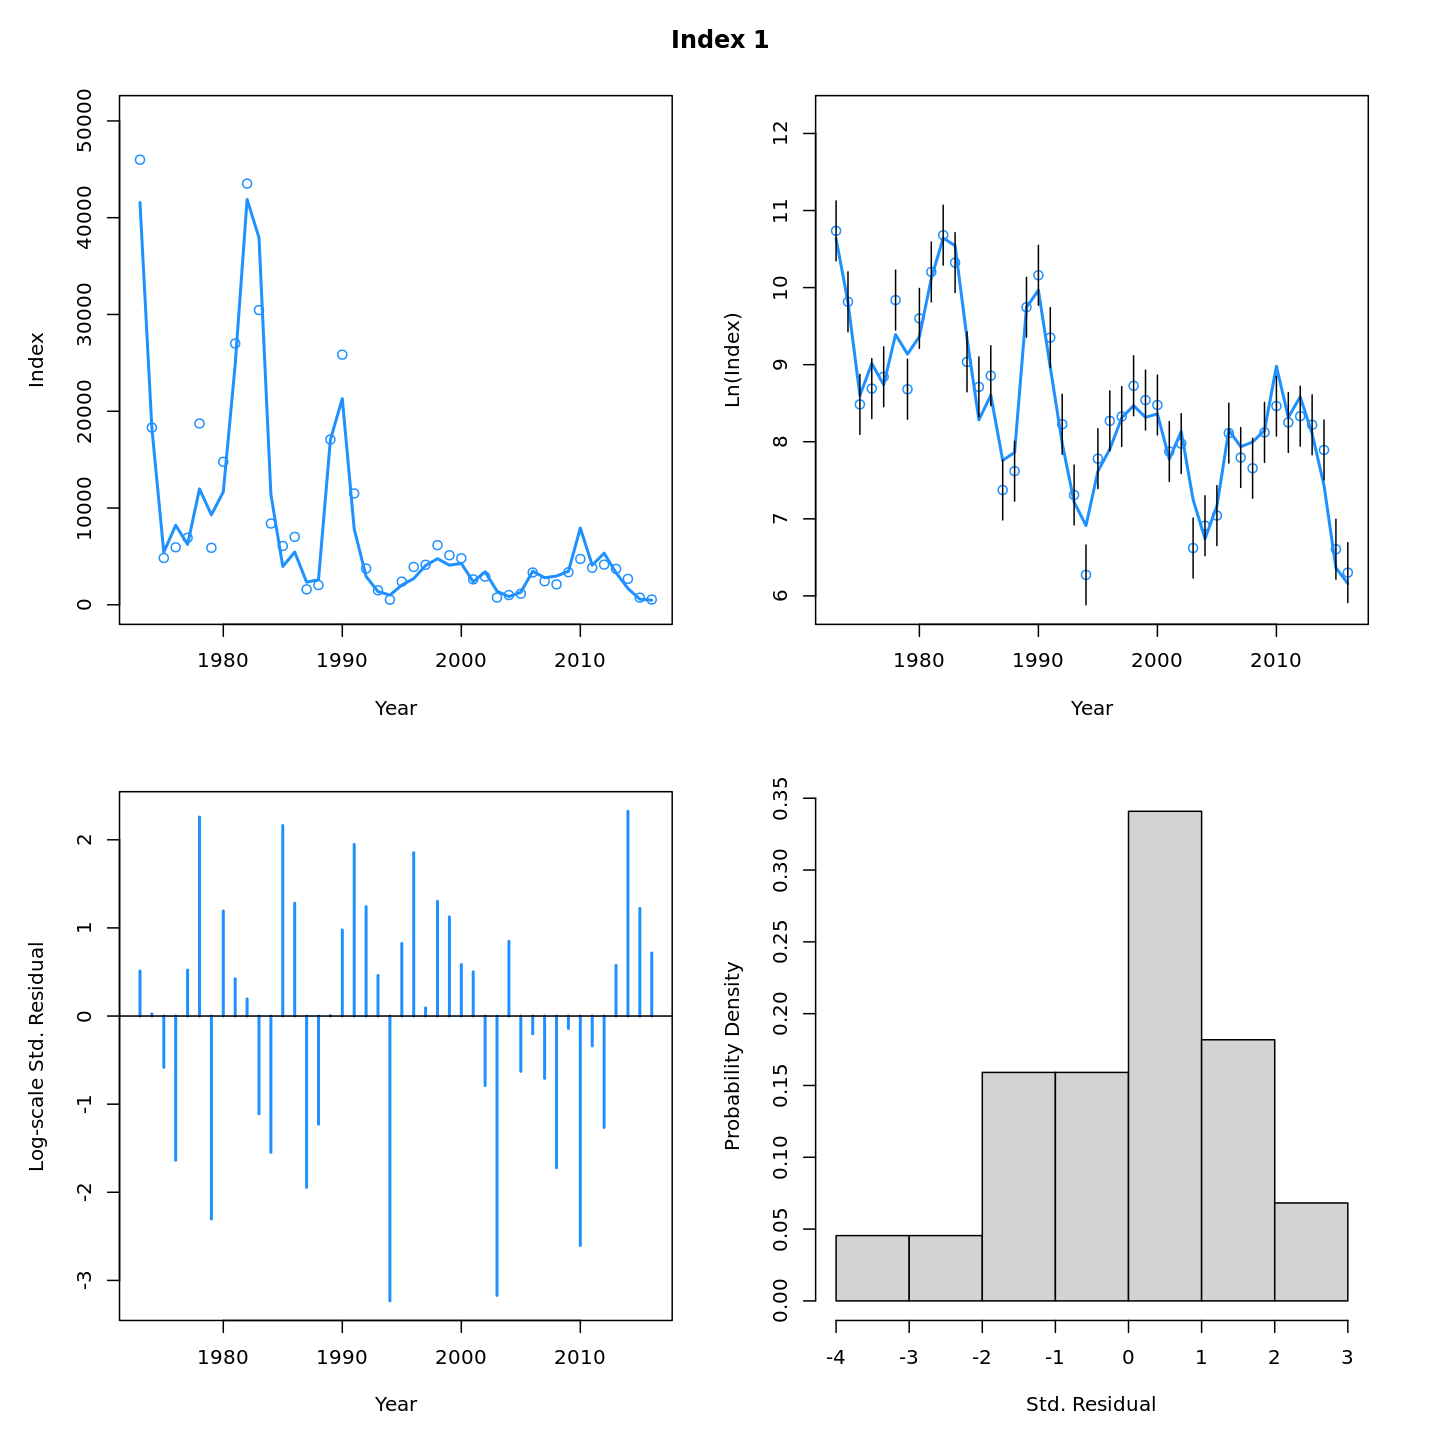 Index 1
Index
0
10000
20000
30000
40000
50000
1980 1990 2000 2010
Year
Ln(Index)
6
7
8
9
10
11
12
1980 1990 2000 2010
Year
Log-scale Std. Residual
-3
-2
-1
0
1
2
1980 1990 2000 2010
Year
Probability Density
0.00
0.05
0.10
0.15
0.20
0.25
0.30
0.35
-4 -3 -2 -1 0 1 2 3
Std. Residual